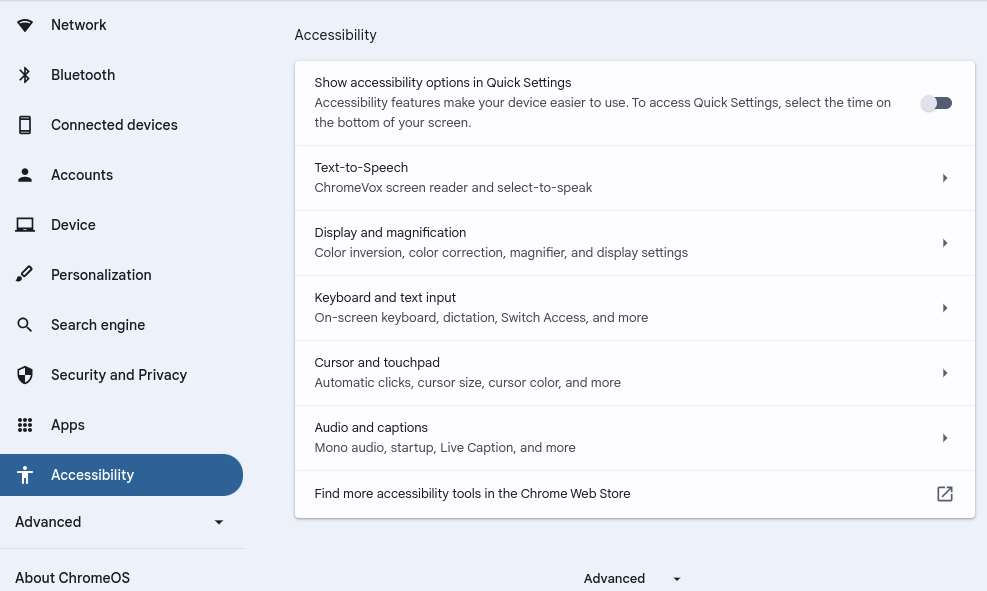 Network
Bluetooth
Connected devices
Accounts
Device
Personalization
Search engine
Security and Privacy
Apps
Accessibility
Advanced
About ChromeOS
Accessibility
Show accessibility options in Quick Settings
Accessibility features make your device easier to use. To access Quick Settings, select the time on
the bottom of your screen.
Text-to-Speech
ChromeVox screen reader and select-to-speak
Display and magnification
Color inversion, color correction, magnifier, and display settings
Keyboard and text input
On-screen keyboard, dictation, Switch Access, and more
Cursor and touchpad
Automatic clicks, cursor size, cursor color, and more
Audio and captions
Mono audio, startup, Live Caption, and more
Find more accessibility tools in the Chrome Web Store
Advanced